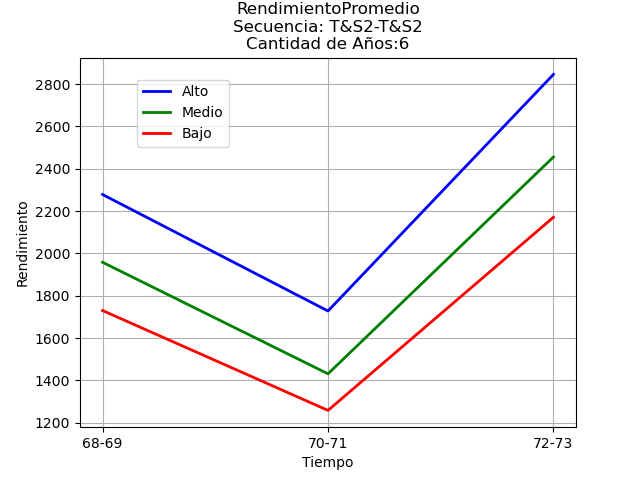 RendimientoPromedio
Secuencia: T&S2-T&S2
Cantidad de Años:6
2800
2600
2400
2200
2000
1800
1600
1400
1200
Rendimiento
Alto
Medio
Bajo
68-69
70-71
72-73
Tiempo